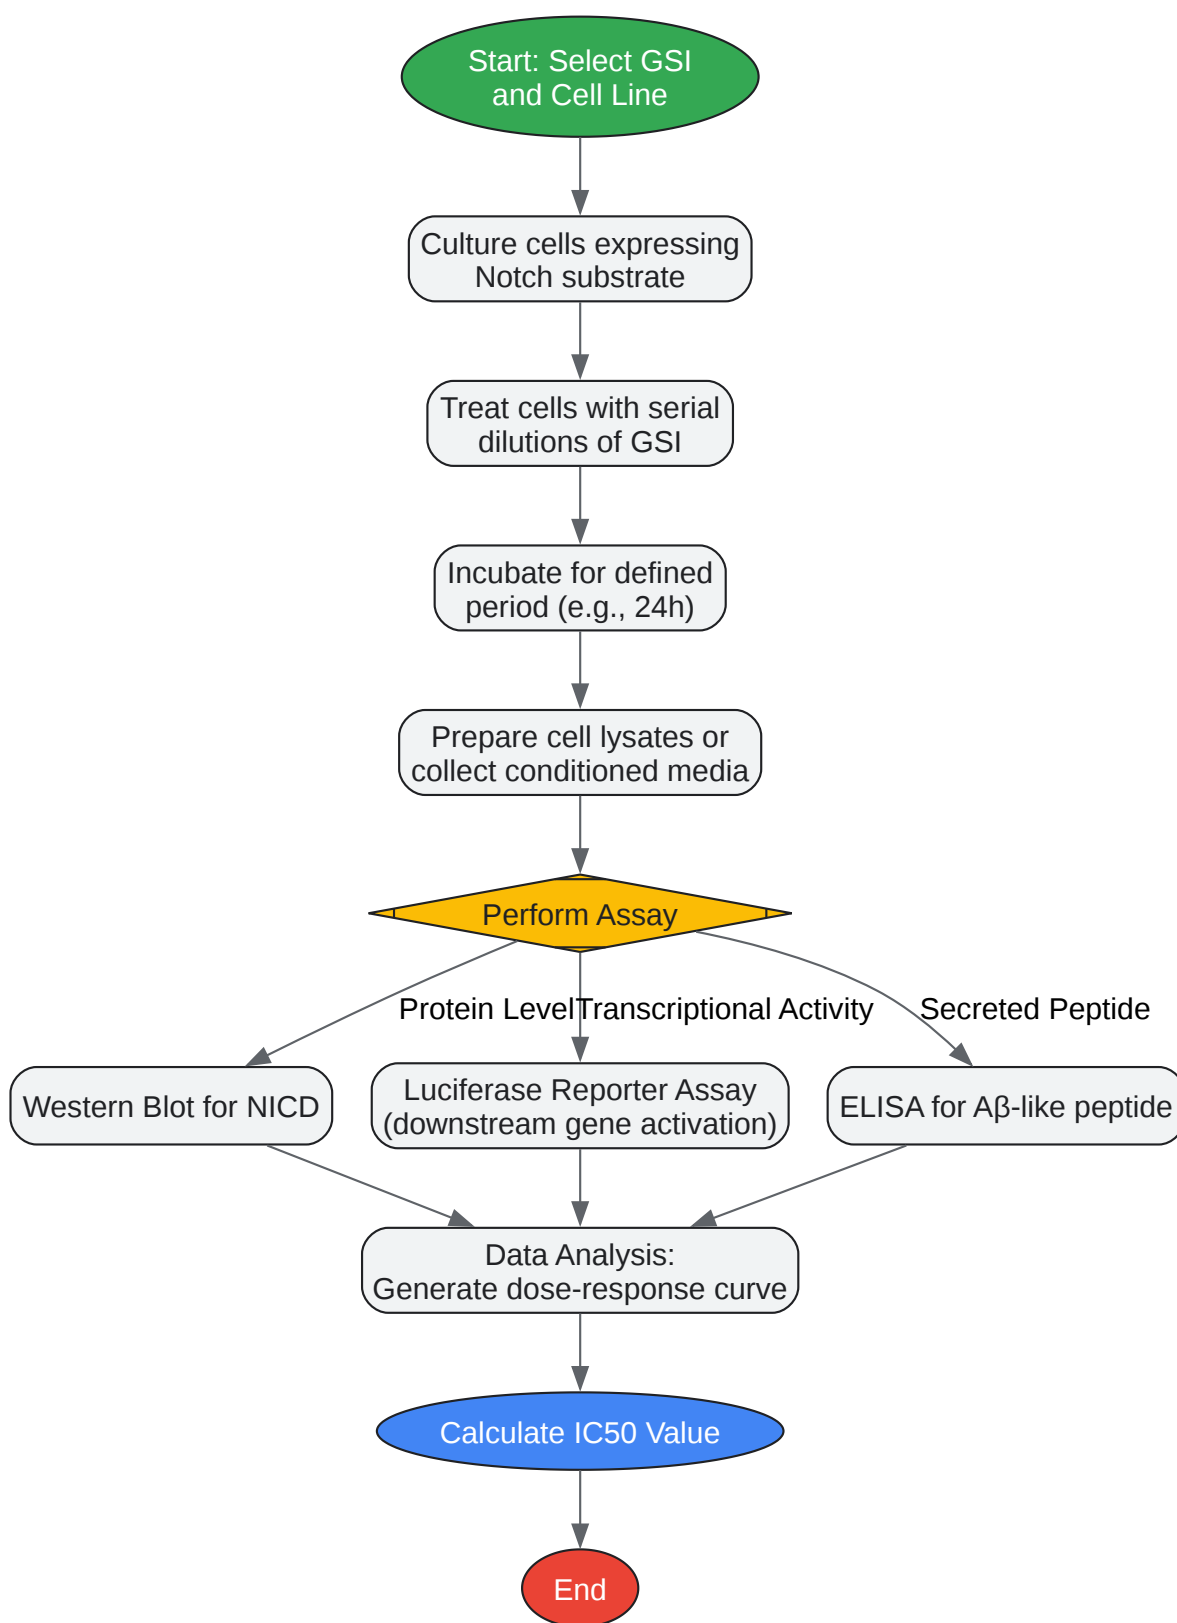 Start: Select GSI
and Cell Line
Culture cells expressing
Notch substrate
Treat cells with serial
dilutions of GSI
Incubate for defined
period (e.g., 24h)
Prepare cell lysates or
collect conditioned media
Perform Assay
Protein Level
Transcriptional Activity
Secreted Peptide
Western Blot for NICD
Luciferase Reporter Assay
(downstream gene activation)
ELISA for Aβ-like peptide
Data Analysis:
Generate dose-response curve
Calculate IC50 Value
End